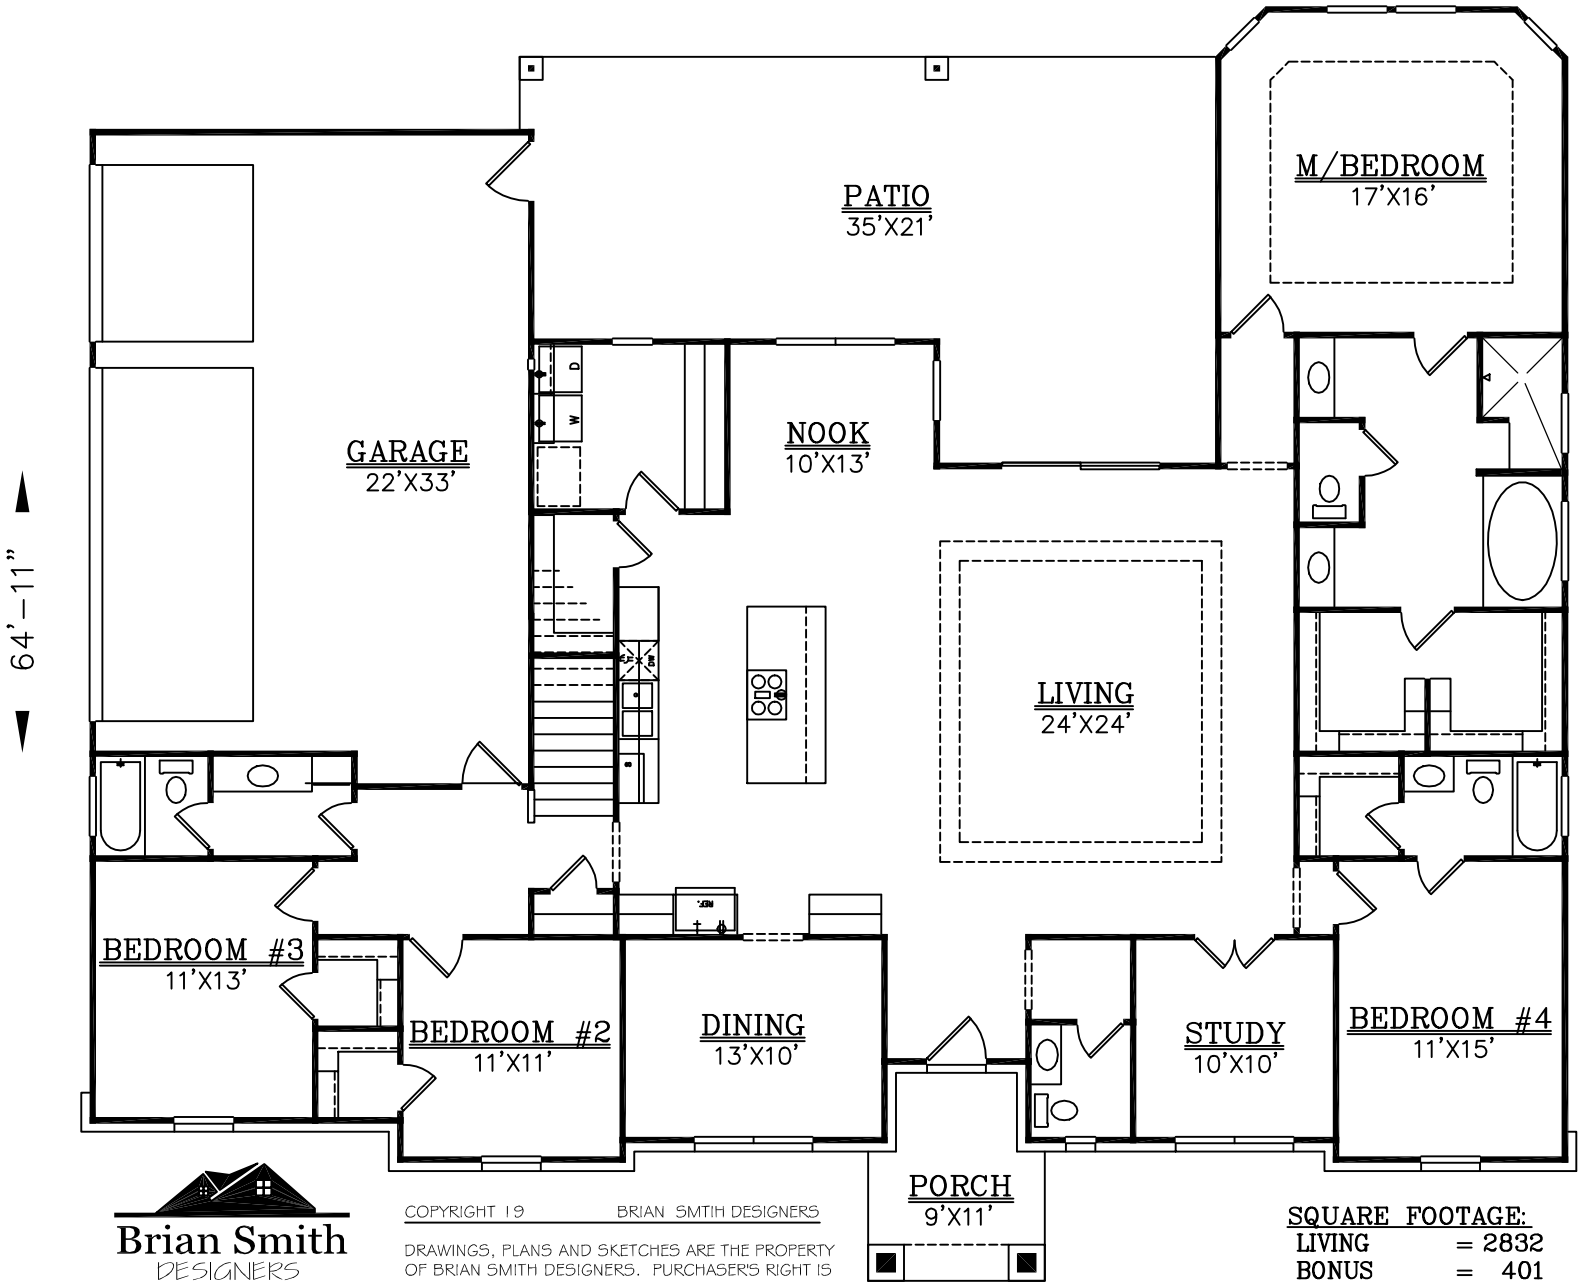 M/BEDROOM
17'X16'
PATIO
35'X21'
NOOK
10'X13'
D
W
GARAGE
22'X33'
64'-11"
DW
LIVING
24'X24'
REF.
BEDROOM #3
11'X13'
BEDROOM #2
11'X11'
DINING
13'X10'
STUDY
10'X10'
BEDROOM #4
11'X15'
PORCH
9'X11'
Brian Smith
DESIGNERS
COPYRIGHT 19 BRIAN SMTIH DESIGNERS
DRAWINGS, PLANS AND SKETCHES ARE THE PROPERTY
OF BRIAN SMITH DESIGNERS. PURCHASER'S RIGHT IS
SQUARE FOOTAGE:
LIVING = 2832
BONUS = 401